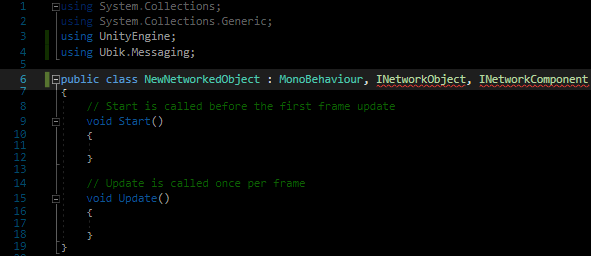 1 using System.Collections;
2 using System.Collections.Generic;
3 using UnityEngine;
4 using Ubik.Messaging;
5
6 public class NewNetworkedObject : MonoBehaviour, INetworkObject, INetworkComponent
7 {
8 // Start is called before the first frame update
9 void Start()
10 {
11
12 }
13
14 // Update is called once per frame
15 void Update()
16 {
17
18 }
19 }